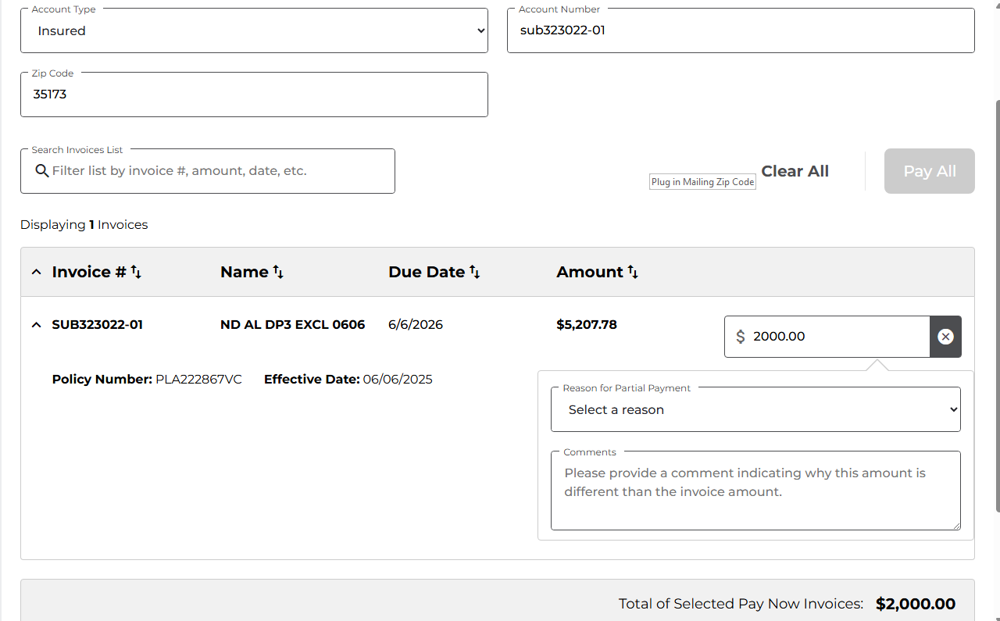 Account Type
Account Number
Insured
sub323022-01
Zip Code
35173
Search Invoices List
Filter list by invoice #, amount, date, etc.
Plug in Mailing Zip Code
Clear All
Pay All
Displaying 1 Invoices
Invoice # Name Due Date Amount
SUB323022-01 ND AL DP3 EXCL 0606 6/6/2026 $5,207.78 $ 2000.00
Policy Number: PLA222867VC Effective Date: 06/06/2025
Reason for Partial Payment
Select a reason
Comments
Please provide a comment indicating why this amount is
different than the invoice amount.
Total of Selected Pay Now Invoices: $2,000.00